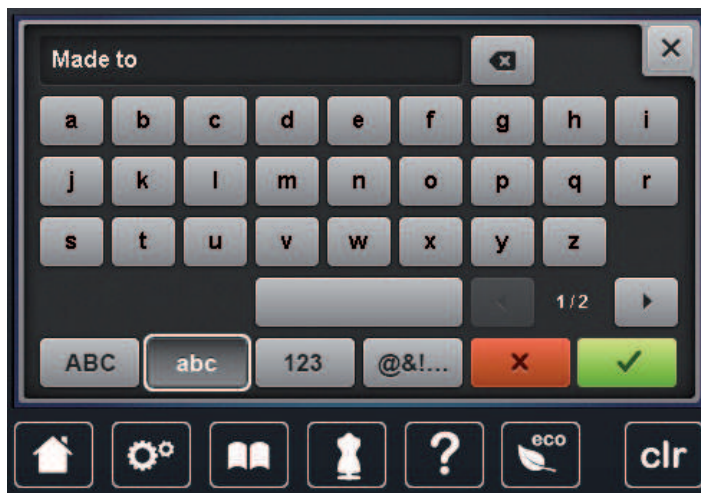 Made to
a b c d e f g h i
j k l m n o p q r
s t u v w x y z
1/2
ABC abc 123 @&!...
? eco clr